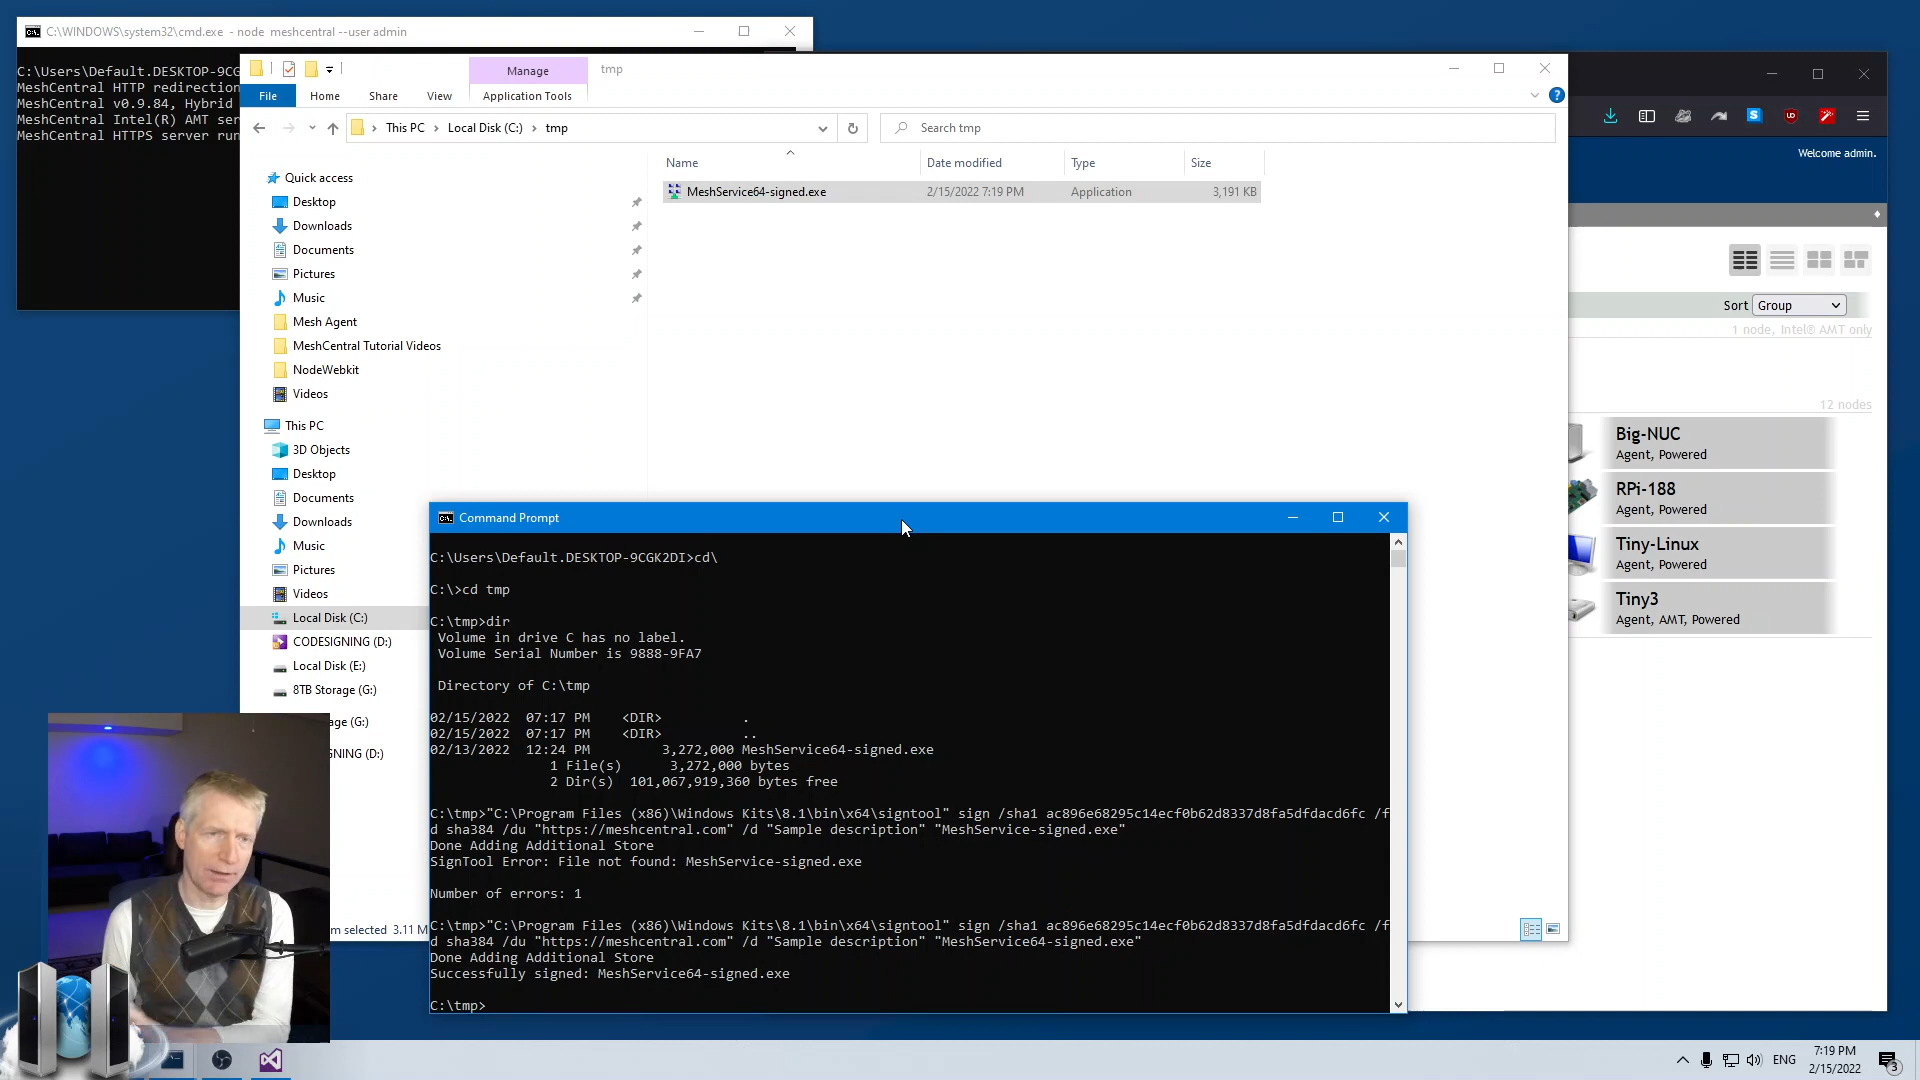 C:\WINDOWS\system32\cmd.exe - node meshcentral --user admin
C:\Users\Default.DESKTOP-9CG
MeshCentral HTTP redirection
MeshCentral v0.9.84, Hybrid
MeshCentral Intel(R) AMT ser
MeshCentral HTTPS server run
Manage
tmp
File
Home
Share
View
Application Tools
This PC
Local Disk (C:)
tmp
Search tmp
Name
Date modified
Type
Size
MeshService64-signed.exe
2/15/2022 7:19 PM
Application
3,191 KB
Quick access
Desktop
Downloads
Documents
Pictures
Music
Mesh Agent
MeshCentral Tutorial Videos
NodeWebkit
Videos
This PC
3D Objects
Desktop
Documents
Downloads
Music
Pictures
Videos
Local Disk (C:)
CODESIGNING (D:)
Local Disk (E:)
8TB Storage (G:)
age (G:)
NING (D:)
m selected 3.11 M
Welcome admin.
Sort
Group
1 node, Intel® AMT only
12 nodes
Big-NUC
Agent, Powered
RPi-188
Agent, Powered
Tiny-Linux
Agent, Powered
Tiny3
Agent, AMT, Powered
Command Prompt
C:\Users\Default.DESKTOP-9CGK2DI>cd\
C:\>cd tmp
C:\tmp>dir
Volume in drive C has no label.
Volume Serial Number is 9888-9FA7
Directory of C:\tmp
02/15/2022 07:17 PM <DIR> .
02/15/2022 07:17 PM <DIR> ..
02/13/2022 12:24 PM 3,272,000 MeshService64-signed.exe
1 File(s) 3,272,000 bytes
2 Dir(s) 101,067,919,360 bytes free
C:\tmp>"C:\Program Files (x86)\Windows Kits\8.1\bin\x64\signtool" sign /sha1 ac896e68295c14ecf0b62d8337d8fa5dfdacd6fc /f
d sha384 /du "https://meshcentral.com" /d "Sample description" "MeshService-signed.exe"
Done Adding Additional Store
SignTool Error: File not found: MeshService-signed.exe
Number of errors: 1
C:\tmp>"C:\Program Files (x86)\Windows Kits\8.1\bin\x64\signtool" sign /sha1 ac896e68295c14ecf0b62d8337d8fa5dfdacd6fc /f
d sha384 /du "https://meshcentral.com" /d "Sample description" "MeshService64-signed.exe"
Done Adding Additional Store
Successfully signed: MeshService64-signed.exe
C:\tmp>
ENG
7:19 PM
2/15/2022
3